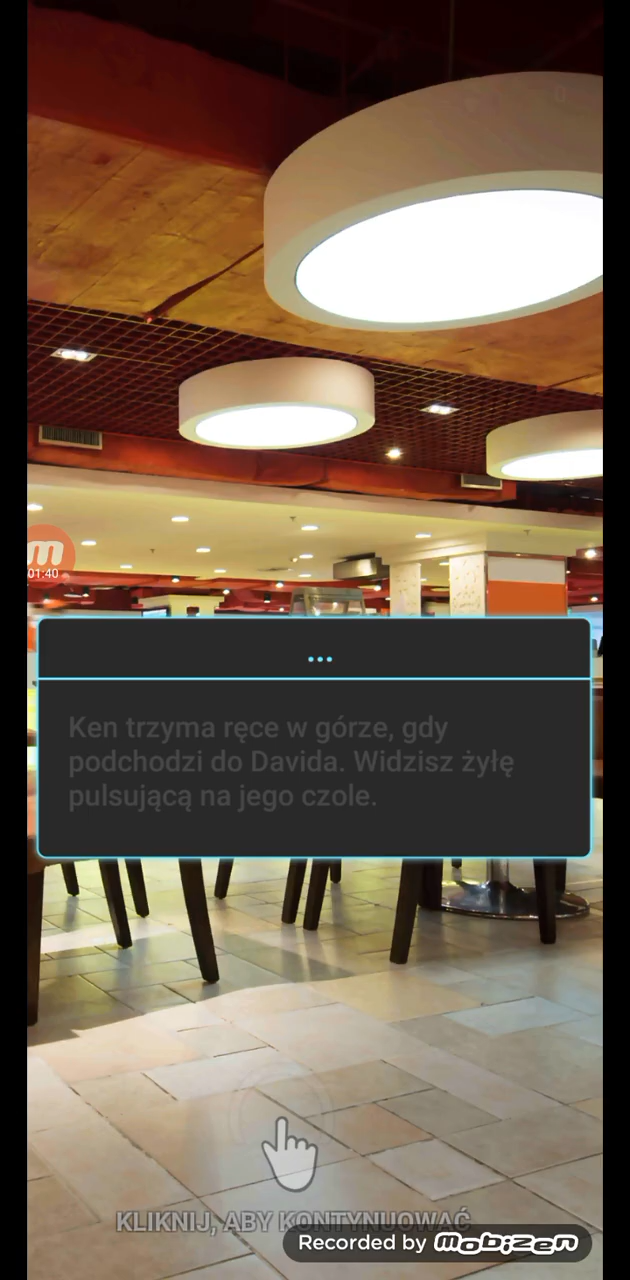 m
01:40
...
Ken trzyma ręce w górze, gdy
podchodzi do Davida. Widzisz żyłę
pulsującą na jego czole.
KLIKNIJ, ABY KONTYNUOWAĆ
Recorded by mobizen